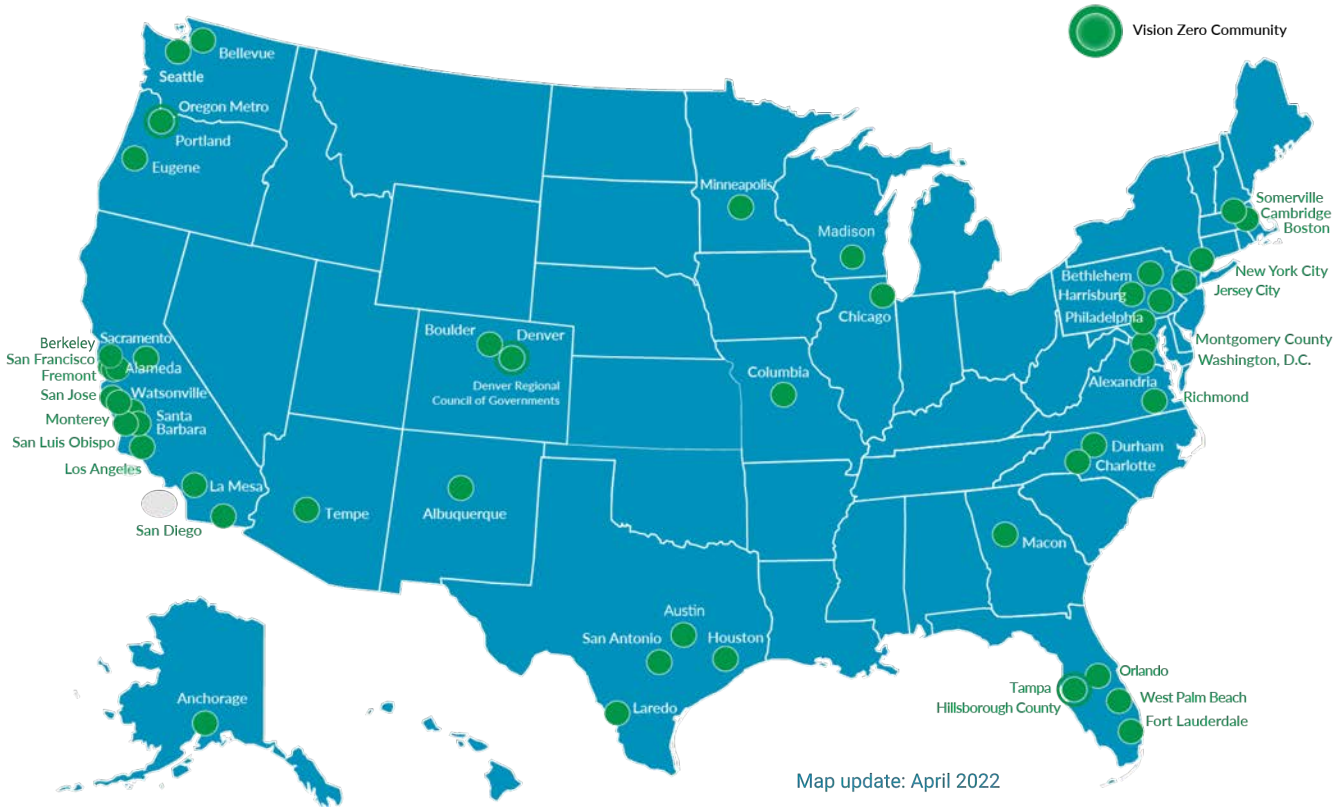 Vision Zero Community
Bellevue
Seattle
Oregon Metro
Portland
Eugene
Minneapolis
Madison
Chicago
Somerville
Cambridge
Boston
New York City
Jersey City
Bethlehem
Harrisburg
Philadelphia
Montgomery County
Washington, D.C.
Alexandria
Richmond
Boulder
Denver
Denver Regional
Council of Governments
Columbia
Berkeley
Sacramento
San Francisco
Alameda
Fremont
San Jose
Watsonville
Monterey
Santa
Barbara
San Luis Obispo
Los Angeles
La Mesa
San Diego
Tempe
Albuquerque
Durham
Charlotte
Macon
Austin
San Antonio
Houston
Laredo
Orlando
Tampa
Hillsborough County
West Palm Beach
Fort Lauderdale
Anchorage
Map update: April 2022